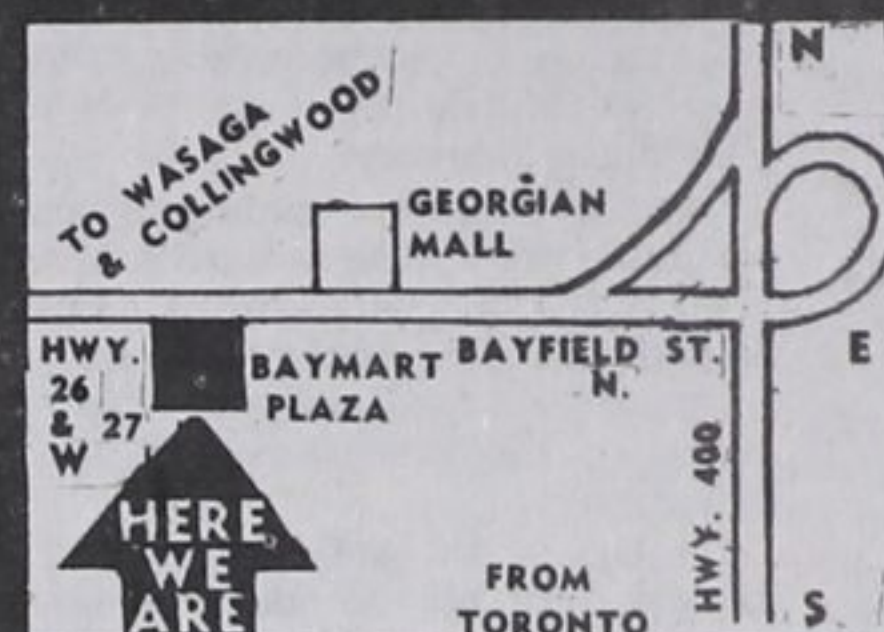 N
TO WASAGA
& COLLINGWOOD
GEORGIAN
MALL
HWY.
26
& 27
W
BAYMART
PLAZA
BAYFIELD ST.
N.
E
HWY. 400
HERE
WE
ARE
FROM
TORONTO
S